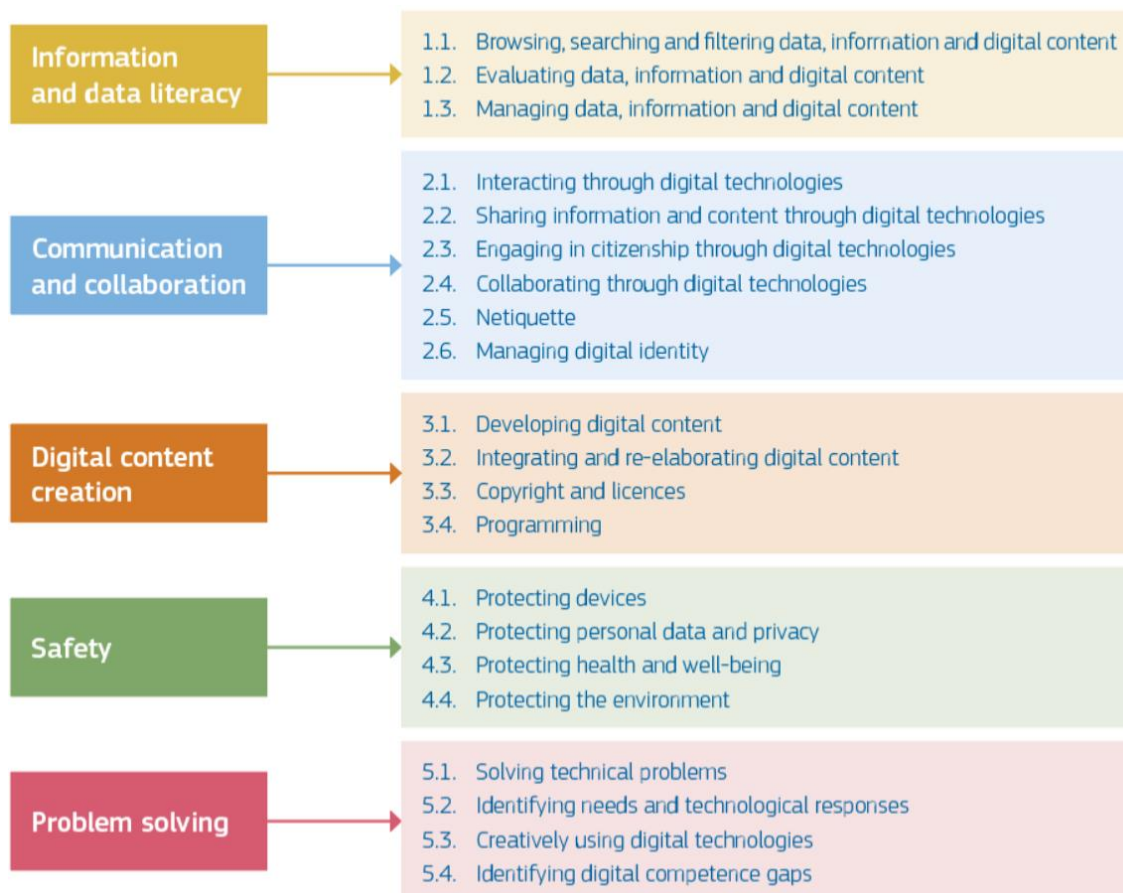 Information
and data literacy
1.1. Browsing, searching and filtering data, information and digital content
1.2. Evaluating data, information and digital content
1.3. Managing data, information and digital content
Communication
and collaboration
2.1. Interacting through digital technologies
2.2. Sharing information and content through digital technologies
2.3. Engaging in citizenship through digital technologies
2.4. Collaborating through digital technologies
2.5. Netiquette
2.6. Managing digital identity
Digital content
creation
3.1. Developing digital content
3.2. Integrating and re-elaborating digital content
3.3. Copyright and licences
3.4. Programming
Safety
4.1. Protecting devices
4.2. Protecting personal data and privacy
4.3. Protecting health and well-being
4.4. Protecting the environment
Problem solving
5.1. Solving technical problems
5.2. Identifying needs and technological responses
5.3. Creatively using digital technologies
5.4. Identifying digital competence gaps